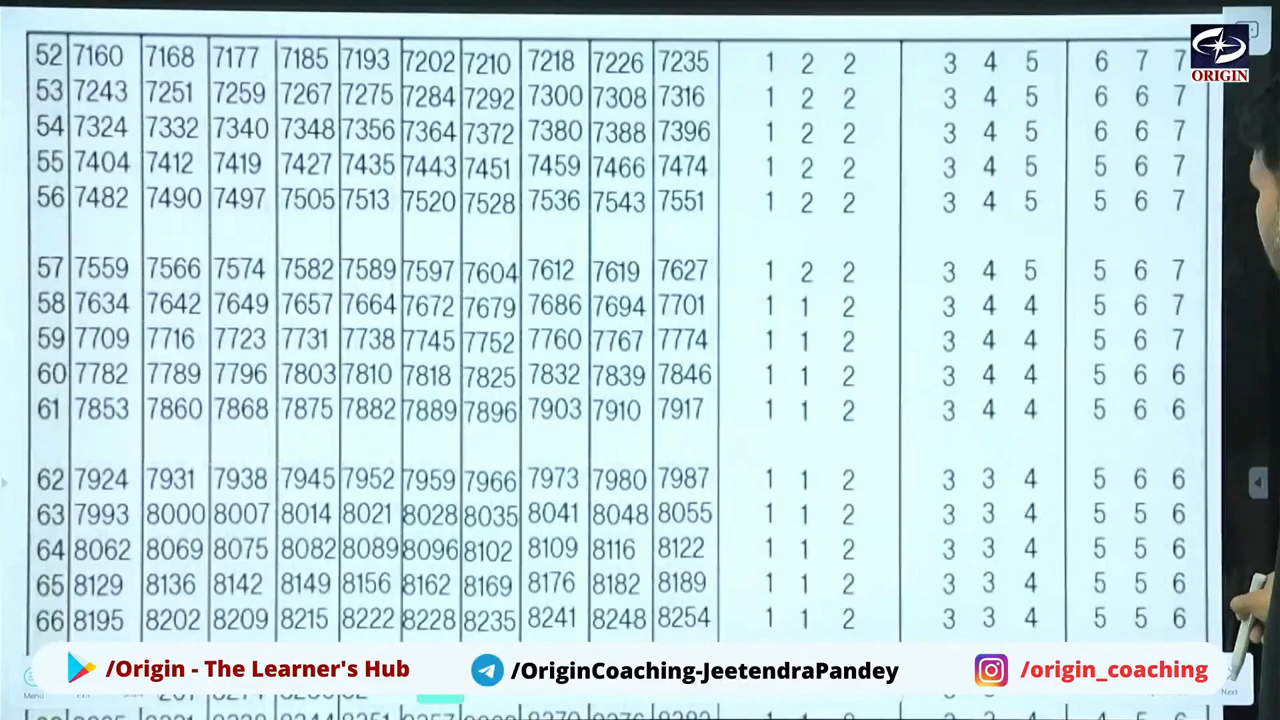 ORIGIN
52 7160 7168 7177 7185 7193 7202 7210 7218 7226 7235 1 2 2 3 4 5 6 7 7
53 7243 7251 7259 7267 7275 7284 7292 7300 7308 7316 1 2 2 3 4 5 6 6 7
54 7324 7332 7340 7348 7356 7364 7372 7380 7388 7396 1 2 2 3 4 5 6 6 7
55 7404 7412 7419 7427 7435 7443 7451 7459 7466 7474 1 2 2 3 4 5 5 6 7
56 7482 7490 7497 7505 7513 7520 7528 7536 7543 7551 1 2 2 3 4 5 5 6 7
57 7559 7566 7574 7582 7589 7597 7604 7612 7619 7627 1 2 2 3 4 5 5 6 7
58 7634 7642 7649 7657 7664 7672 7679 7686 7694 7701 1 1 2 3 4 4 5 6 7
59 7709 7716 7723 7731 7738 7745 7752 7760 7767 7774 1 1 2 3 4 4 5 6 7
60 7782 7789 7796 7803 7810 7818 7825 7832 7839 7846 1 1 2 3 4 4 5 6 6
61 7853 7860 7868 7875 7882 7889 7896 7903 7910 7917 1 1 2 3 4 4 5 6 6
62 7924 7931 7938 7945 7952 7959 7966 7973 7980 7987 1 1 2 3 3 4 5 6 6
63 7993 8000 8007 8014 8021 8028 8035 8041 8048 8055 1 1 2 3 3 4 5 5 6
64 8062 8069 8075 8082 8089 8096 8102 8109 8116 8122 1 1 2 3 3 4 5 5 6
65 8129 8136 8142 8149 8156 8162 8169 8176 8182 8189 1 1 2 3 3 4 5 5 6
66 8195 8202 8209 8215 8222 8228 8235 8241 8248 8254 1 1 2 3 3 4 5 5 6
/Origin - The Learner's Hub /OriginCoaching-JeetendraPandey /origin_coaching
Menu Next